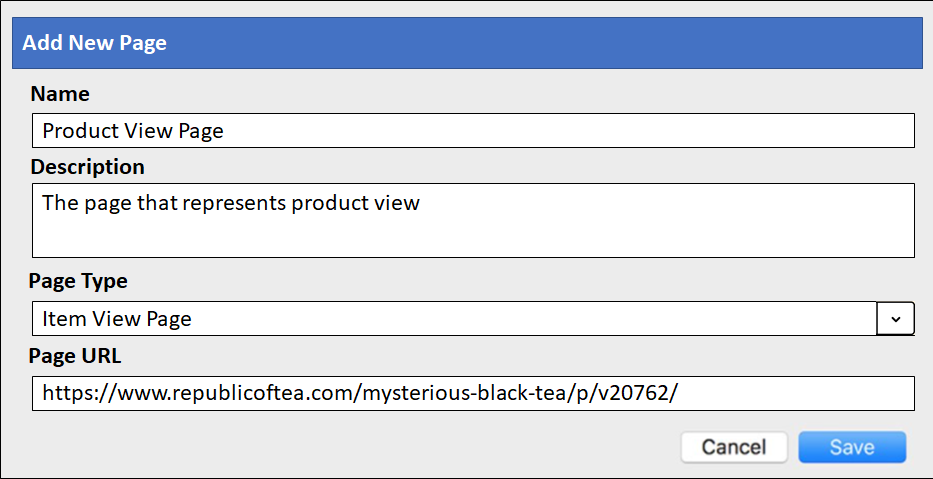 Add New Page
Name
Product View Page
Description
The page that represents product view
Page Type
Item View Page
Page URL
https://www.republicoftea.com/mysterious-black-tea/p/v20762/
Cancel Save